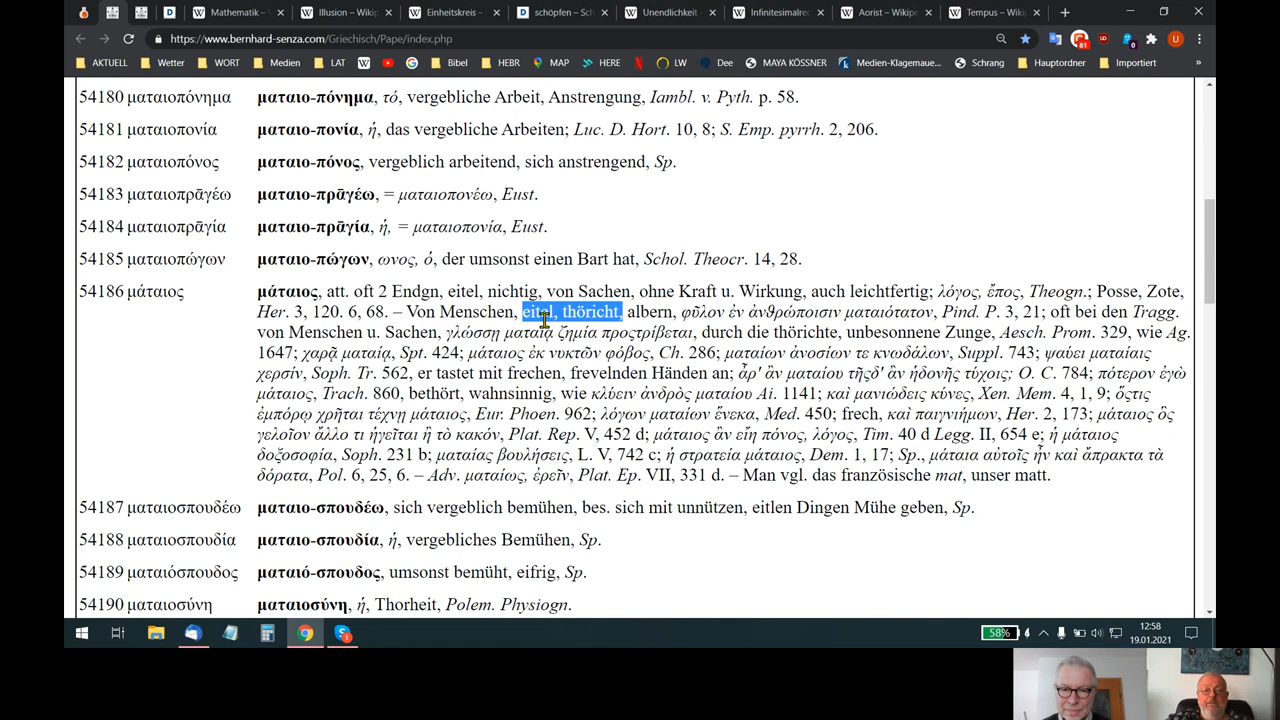 Mathematik – W
Illusion – Wikip
Einheitskreis –
schöpfen – Sch
Unendlichkeit –
Infinitesimalrec
Aorist – Wikipe
Tempus – Wiki
https://www.bernhard-senza.com/Griechisch/Pape/index.php
AKTUELL Wetter WORT Medien LAT Bibel HEBR MAP HERE LW Dee MAYA KÖSSNER Medien-Klagemaue... Schrang Hauptordner Importiert »
54180 ματαιοπόνημα ματαιο-πόνημα, τό, vergebliche Arbeit, Anstrengung, Iambl. v. Pyth. p. 58.
54181 ματαιοπονία ματαιο-πονία, ἡ, das vergebliche Arbeiten; Luc. D. Hort. 10, 8; S. Emp. pyrrh. 2, 206.
54182 ματαιοπόνος ματαιο-πόνος, vergeblich arbeitend, sich anstrengend, Sp.
54183 ματαιοπρᾱγέω ματαιο-πρᾱγέω, = ματαιοπονέω, Eust.
54184 ματαιοπρᾱγία ματαιο-πρᾱγία, ἡ, = ματαιοπονία, Eust.
54185 ματαιοπώγων ματαιο-πώγων, ωνος, ὁ, der umsonst einen Bart hat, Schol. Theocr. 14, 28.
54186 μάταιος μάταιος, att. oft 2 Endgn, eitel, nichtig, von Sachen, ohne Kraft u. Wirkung, auch leichtfertig; λόγος, ἔπος, Theogn.; Posse, Zote,
Her. 3, 120. 6, 68. – Von Menschen, eitel, thöricht, albern, φῦλον ἐν ἀνθρώποισιν ματαιότατον, Pind. P. 3, 21; oft bei den Tragg.
von Menschen u. Sachen, γλώσσῃ ματαίᾳ ζημία προςτρίβεται, durch die thörichte, unbesonnene Zunge, Aesch. Prom. 329, wie Ag.
1647; χαρᾷ ματαίᾳ, Spt. 424; μάταιος ἐκ νυκτῶν φόβος, Ch. 286; ματαίων ἀνοσίων τε κνωδάλων, Suppl. 743; ψαύει ματαίαις
χερσίν, Soph. Tr. 562, er tastet mit frechen, frevelnden Händen an; ἆρ' ἂν ματαίου τῆςδ' ἂν ἡδονῆς τύχοις; O. C. 784; πότερον ἐγὼ
μάταιος, Trach. 860, bethört, wahnsinnig, wie κλύειν ἀνδρὸς ματαίου Ai. 1141; καὶ μανιώδεις κύνες, Xen. Mem. 4, 1, 9; ὅςτις
ἐμπόρῳ χρῆται τέχνῃ μάταιος, Eur. Phoen. 962; λόγων ματαίων ἕνεκα, Med. 450; frech, καὶ παιγνιήμων, Her. 2, 173; μάταιος ὃς
γελοῖον ἄλλο τι ἡγεῖται ἢ τὸ κακόν, Plat. Rep. V, 452 d; μάταιος ἂν εἴη πόνος, λόγος, Tim. 40 d Legg. II, 654 e; ἡ μάταιος
δοξοσοφία, Soph. 231 b; ματαίας βουλήσεις, L. V, 742 c; ἡ στρατεία μάταιος, Dem. 1, 17; Sp., μάταια αὐτοῖς ἦν καὶ ἄπρακτα τὰ
δόρατα, Pol. 6, 25, 6. – Adv. ματαίως, ἐρεῖν, Plat. Ep. VII, 331 d. – Man vgl. das französische mat, unser matt.
54187 ματαιοσπουδέω ματαιο-σπουδέω, sich vergeblich bemühen, bes. sich mit unnützen, eitlen Dingen Mühe geben, Sp.
54188 ματαιοσπουδία ματαιο-σπουδία, ἡ, vergebliches Bemühen, Sp.
54189 ματαιόσπουδος ματαιό-σπουδος, umsonst bemüht, eifrig, Sp.
54190 ματαιοσύνη ματαιοσύνη, ἡ, Thorheit, Polem. Physiogn.
58%
12:58
19.01.2021